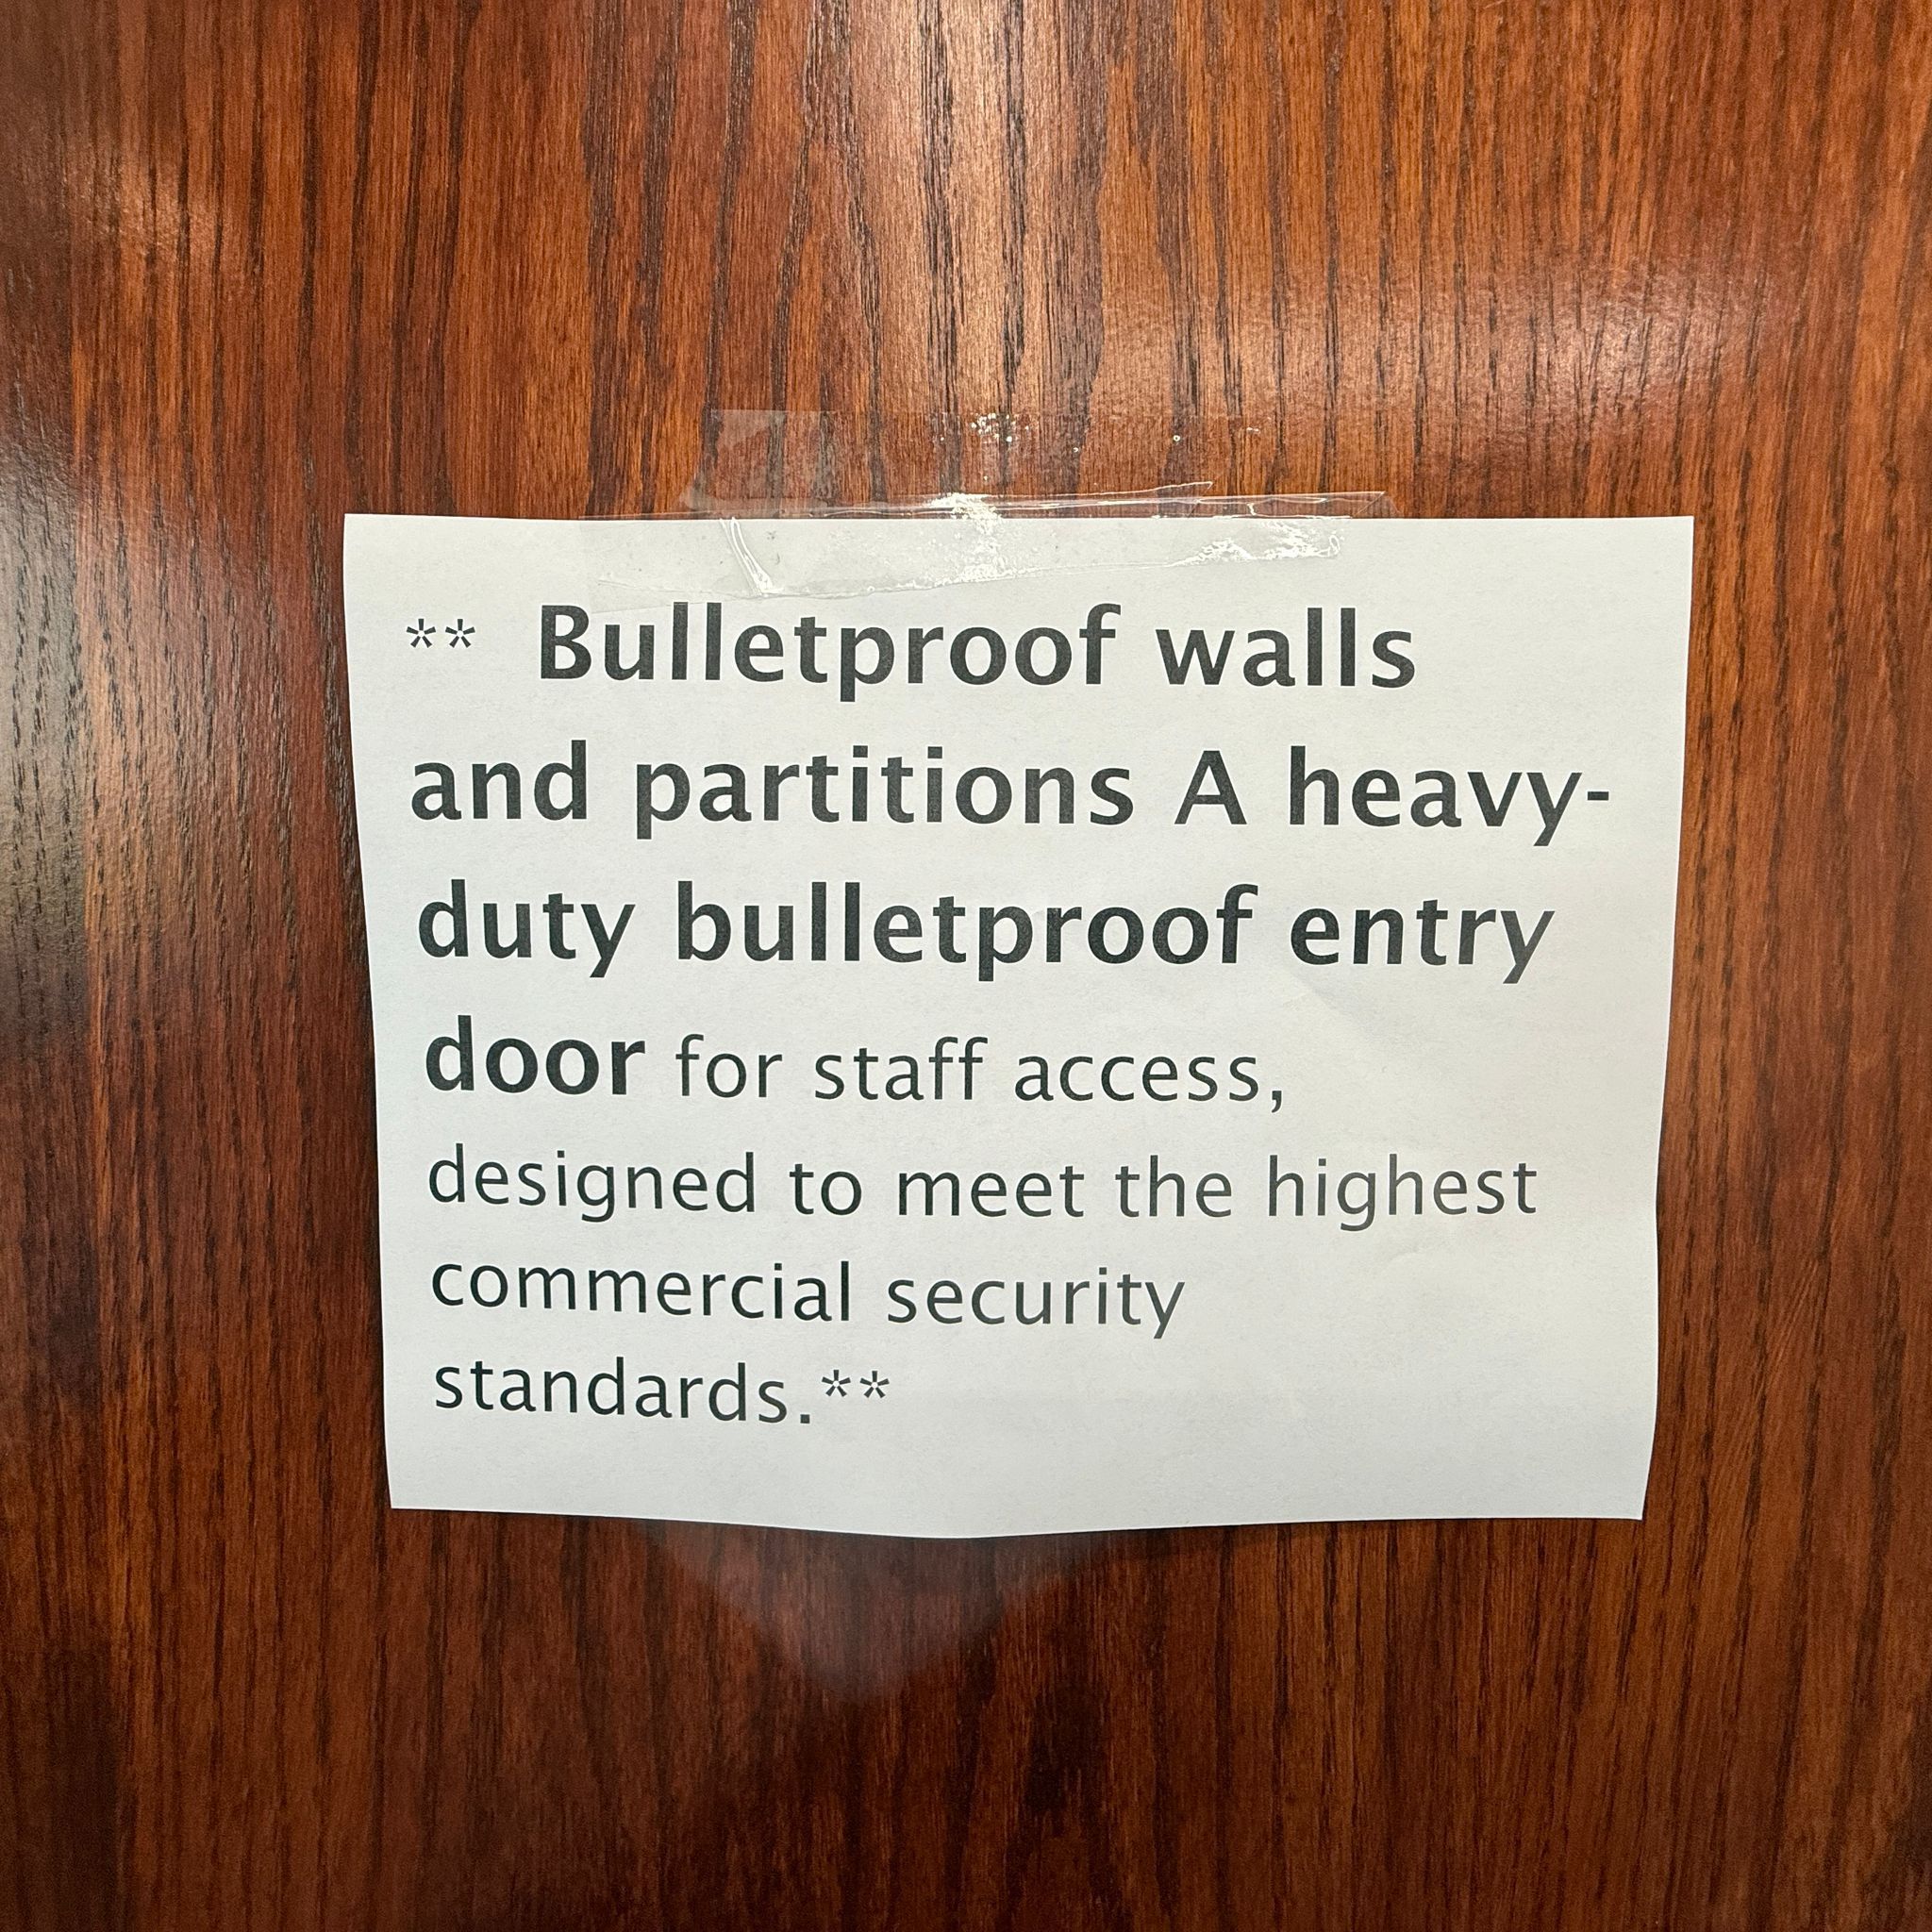 ** Bulletproof walls
and partitions A heavy-
duty bulletproof entry
door for staff access,
designed to meet the highest
commercial security
standards.**